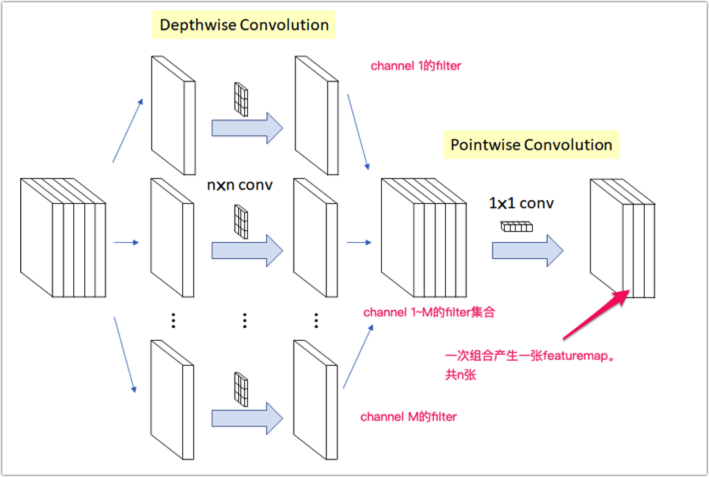 Depthwise Convolution
channel 1的filter
Pointwise Convolution
nxn conv
1x1 conv
channel 1~M的filter集合
一次组合产生一张featuremap。
共n张
channel M的filter